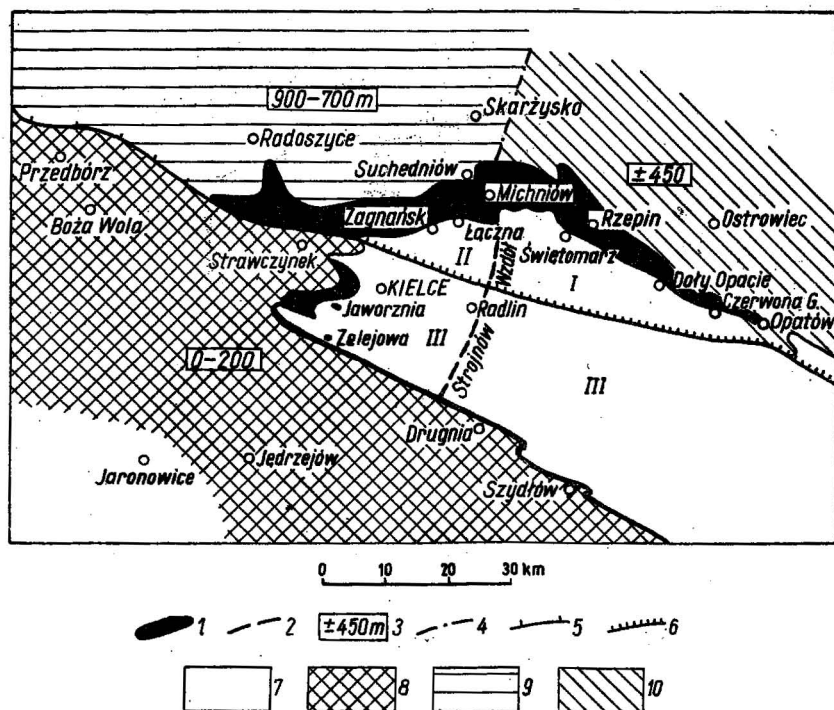 900-700m
Skarżysko
Radoszyce
±450
Suchedniów
Przedbórz
Michniów
Boża Wola
Zagnańsk
Łączna
Rzepin
Ostrowiec
Strawczynek
II
Wzdół
Świętomarz
I
Doły Opacie
KIELCE
Czerwona G.
Jaworznia
Radlin
Opatów
Zelejowa
III
0-200
Strojnów
III
Drugnia
Jaronowice
Jędrzejów
Szydłów
0 10 20 30 km
1 2 ±450m 3 4 5 6
7 8 9 10